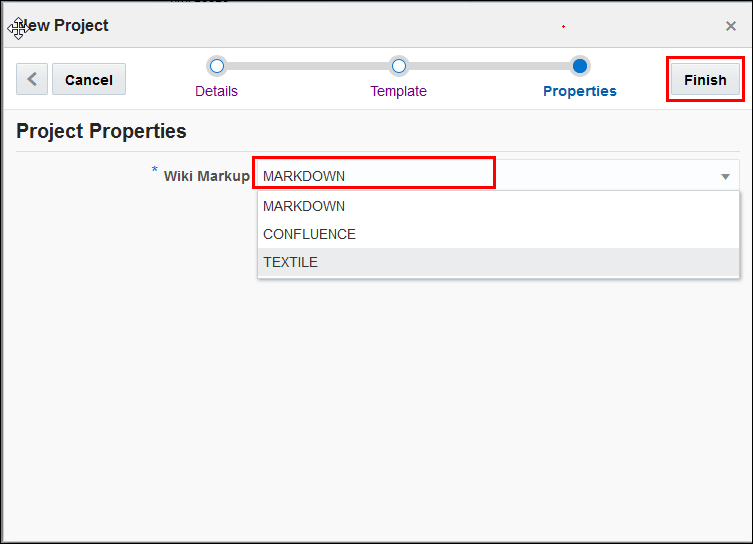 New Project
Cancel
Details
Template
Properties
Finish
Project Properties
* Wiki Markup
MARKDOWN
MARKDOWN
CONFLUENCE
TEXTILE